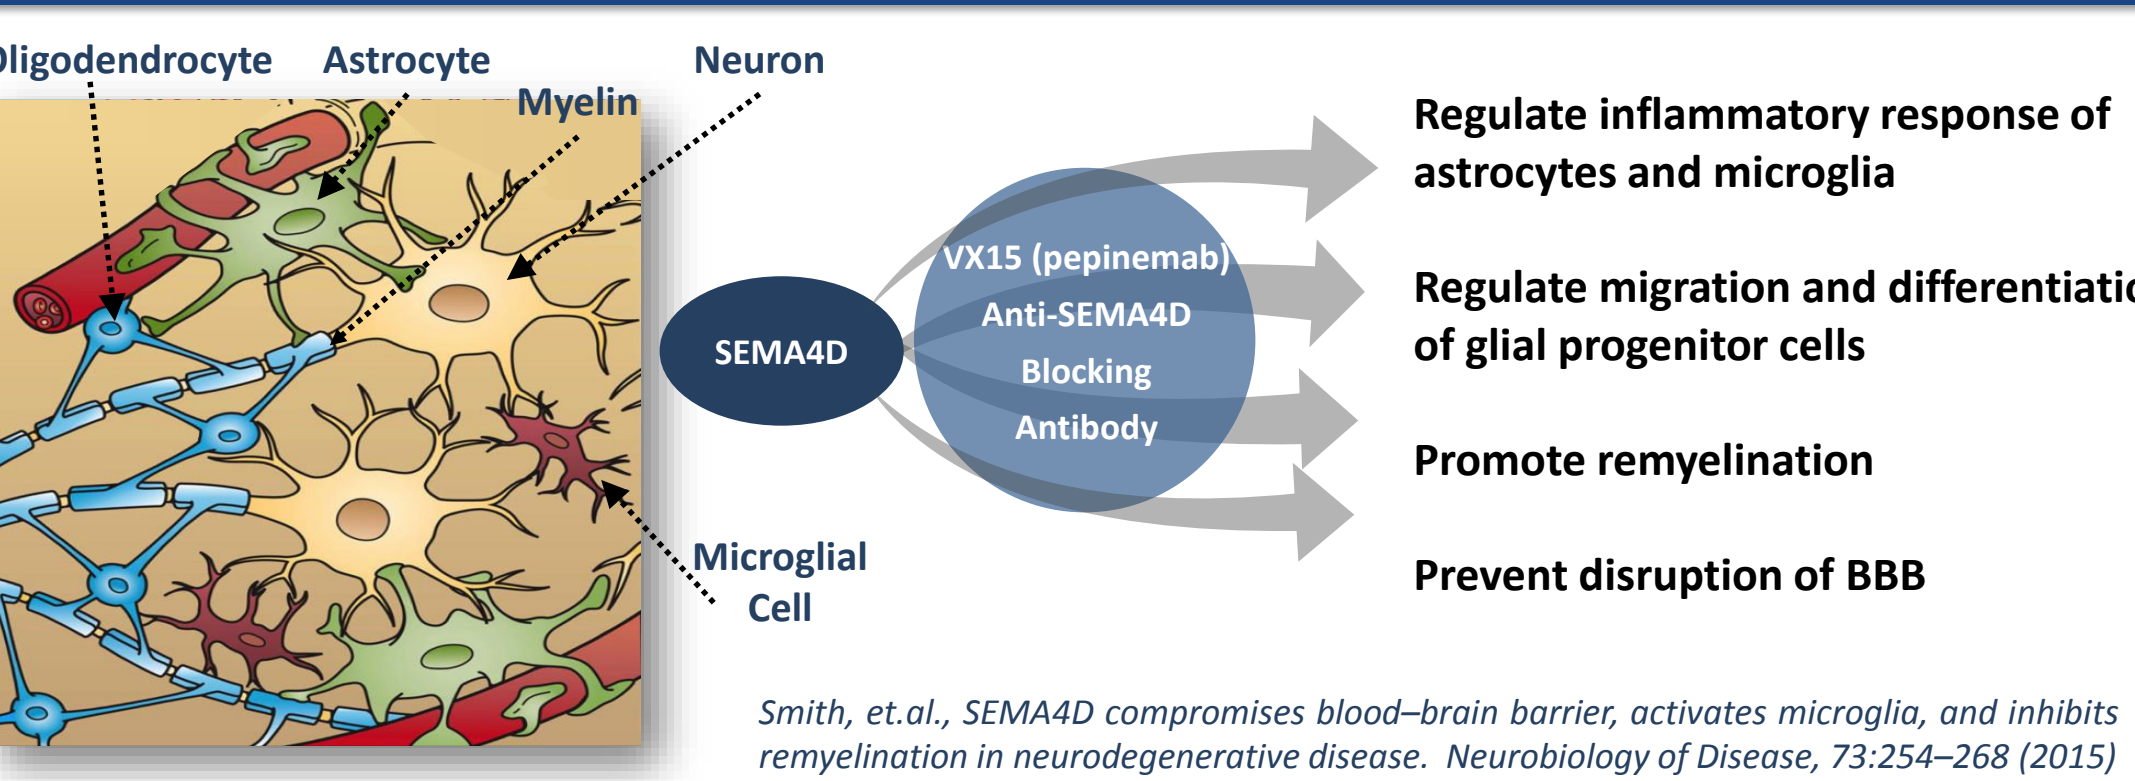 Oligodendrocyte
Astrocyte
Myelin
Neuron
Microglial
Cell
SEMA4D
VX15 (pepinemab)
Anti-SEMA4D
Blocking
Antibody
Regulate inflammatory response of
astrocytes and microglia
Regulate migration and differentiatio
of glial progenitor cells
Promote remyelination
Prevent disruption of BBB
Smith, et.al., SEMA4D compromises blood–brain barrier, activates microglia, and inhibits
remyelination in neurodegenerative disease.  Neurobiology of Disease, 73:254–268 (2015)